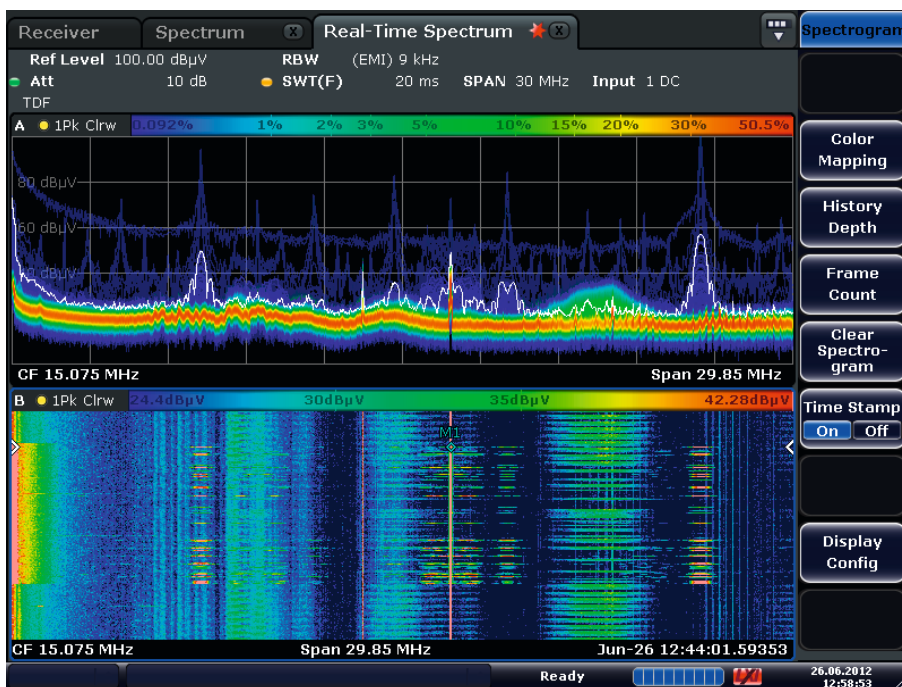 Receiver Spectrum X Real-Time Spectrum X Spectrogram
Ref Level 100.00 dBµV RBW (EMI) 9 kHz
Att 10 dB SWT(F) 20 ms SPAN 30 MHz Input 1 DC
TDF
A 1Pk Clrw 0.092% 1% 2% 3% 5% 10% 15% 20% 30% 50.5%
80 dBµV
60 dBµV
dBµV
CF 15.075 MHz Span 29.85 MHz
B 1Pk Clrw 24.4dBµV 30dBµV 35dBµV 42.28dBµV
M1
CF 15.075 MHz Span 29.85 MHz Jun-26 12:44:01.59353
Color
Mapping
History
Depth
Frame
Count
Clear
Spectro-
gram
Time Stamp
On Off
Display
Config
Ready LXI 26.06.2012
12:58:53